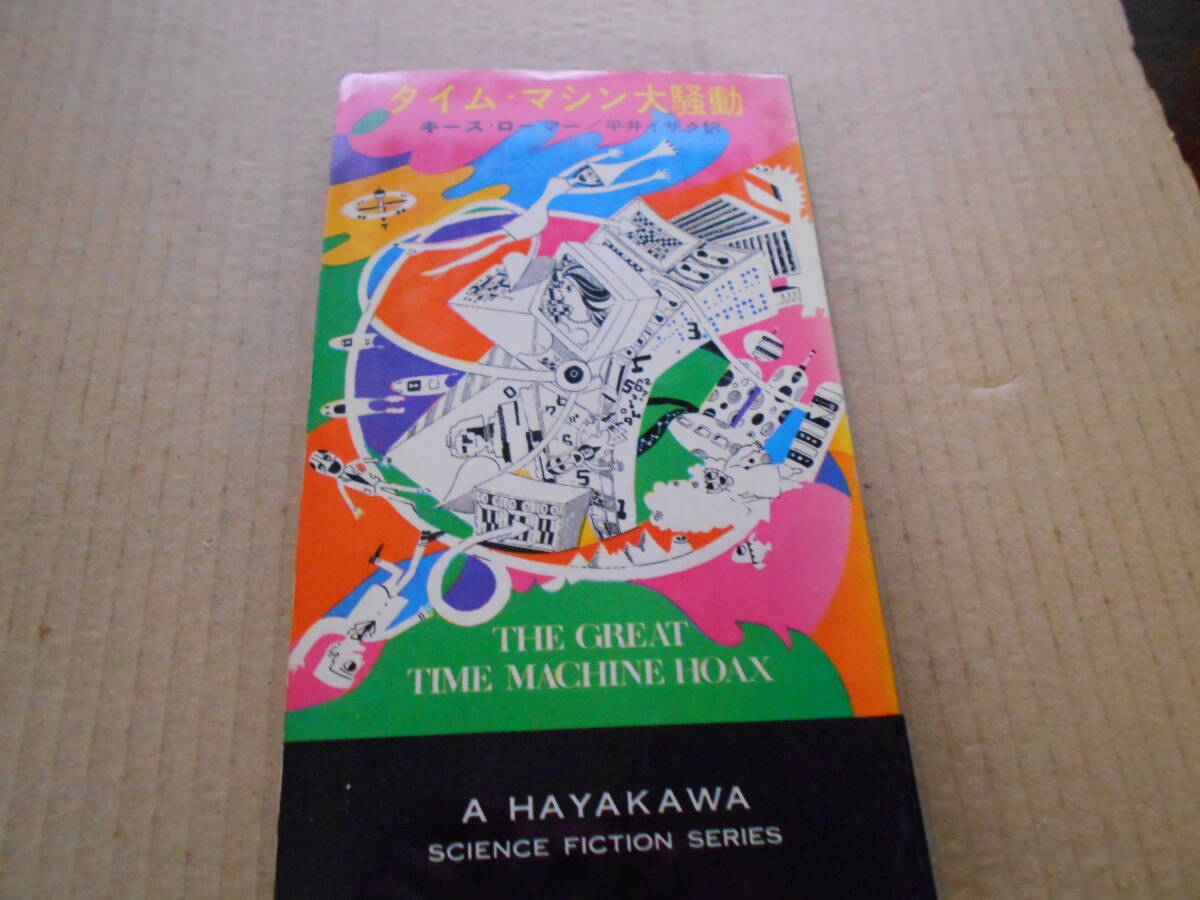 タイム・マシン大騒動
キース・ローマー/平井イサク訳
THE GREAT
TIME MACHINE HOAX
A HAYAKAWA
SCIENCE FICTION SERIES